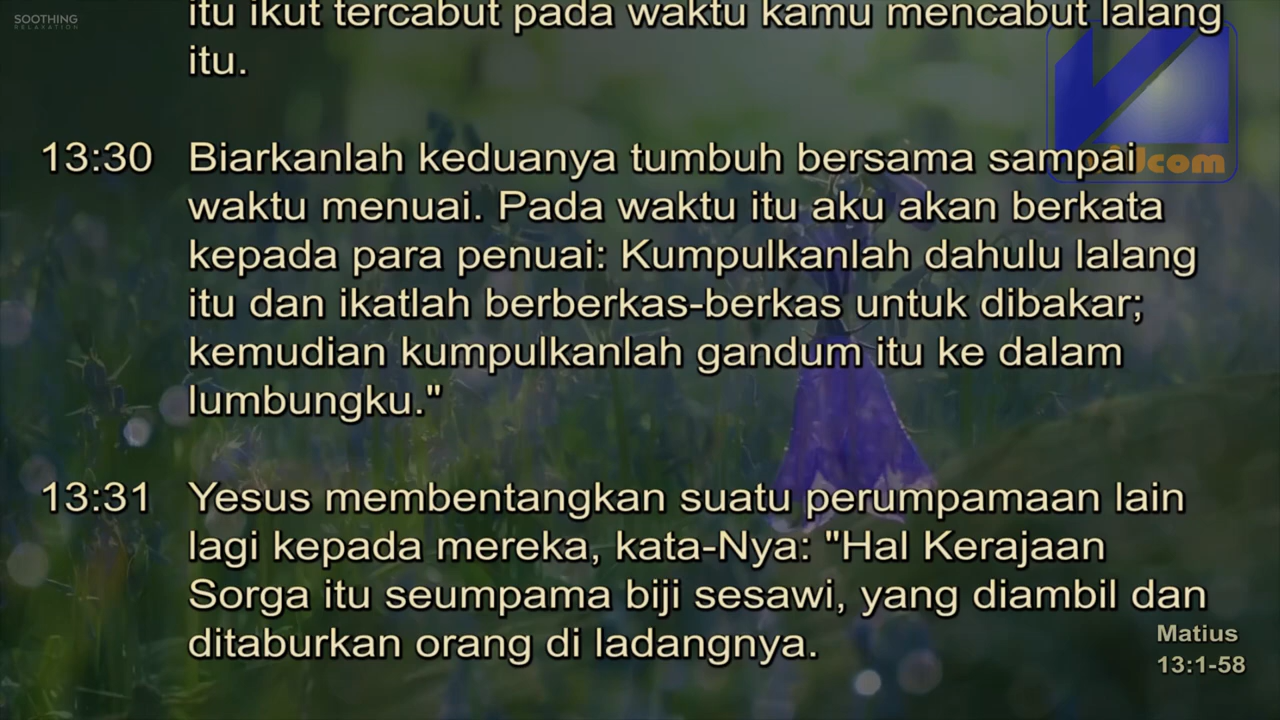 SOOTHING
RELAXATION
itu ikut tercabut pada waktu kamu mencabut lalang
itu.
13:30 Biarkanlah keduanya tumbuh bersama sampai
waktu menuai. Pada waktu itu aku akan berkata
kepada para penuai: Kumpulkanlah dahulu lalang
itu dan ikatlah berberkas-berkas untuk dibakar;
kemudian kumpulkanlah gandum itu ke dalam
lumbungku."
13:31 Yesus membentangkan suatu perumpamaan lain
lagi kepada mereka, kata-Nya: "Hal Kerajaan
Sorga itu seumpama biji sesawi, yang diambil dan
ditaburkan orang di ladangnya.
Matius
13:1-58